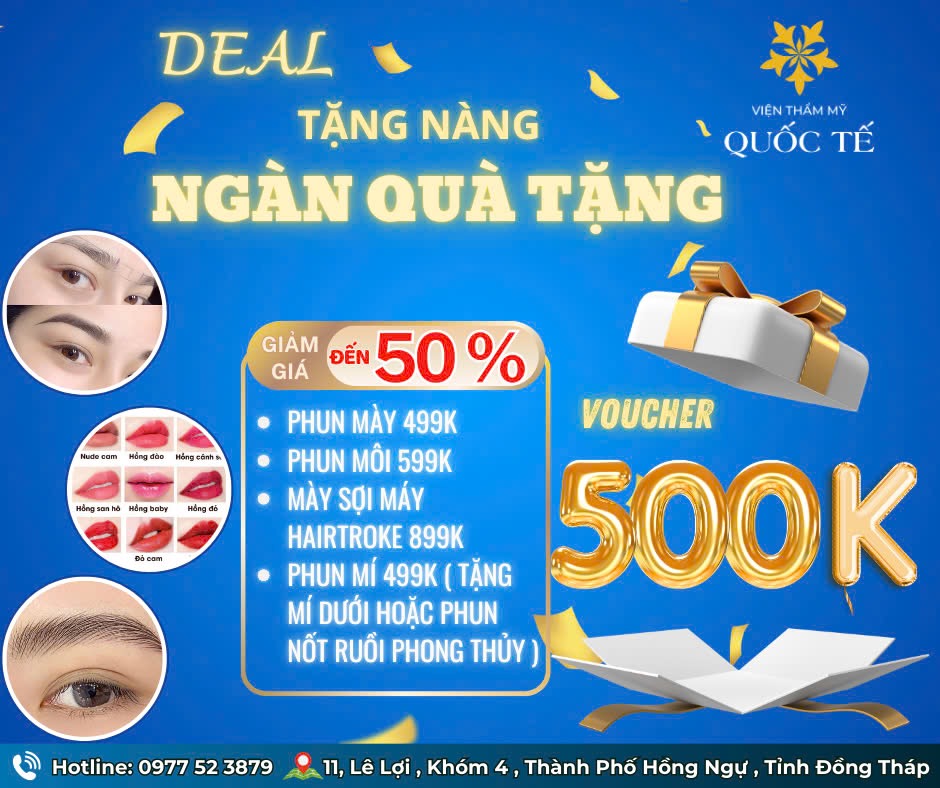 DEAL
TẶNG NÀNG
NGÀN QUÀ TẶNG
VIỆN THẨM MỸ
QUỐC TẾ
GIẢM
GIÁ
ĐẾN 50 %
• PHUN MÀY 499K
• PHUN MÔI 599K
• MÀY SỢI MÁY
HAIRTROKE 899K
• PHUN MÍ 499K ( TẶNG
MÍ DƯỚI HOẶC PHUN
NỐT RUỒI PHONG THỦY )
VOUCHER
500K
Nude cam
Hồng đào
Hồng cánh
Hồng san hô
Hồng baby
Hồng đỏ
Đỏ cam
Hotline: 0977 52 3879
11, Lê Lợi , Khóm 4 , Thành Phố Hồng Ngự , Tỉnh Đồng Tháp